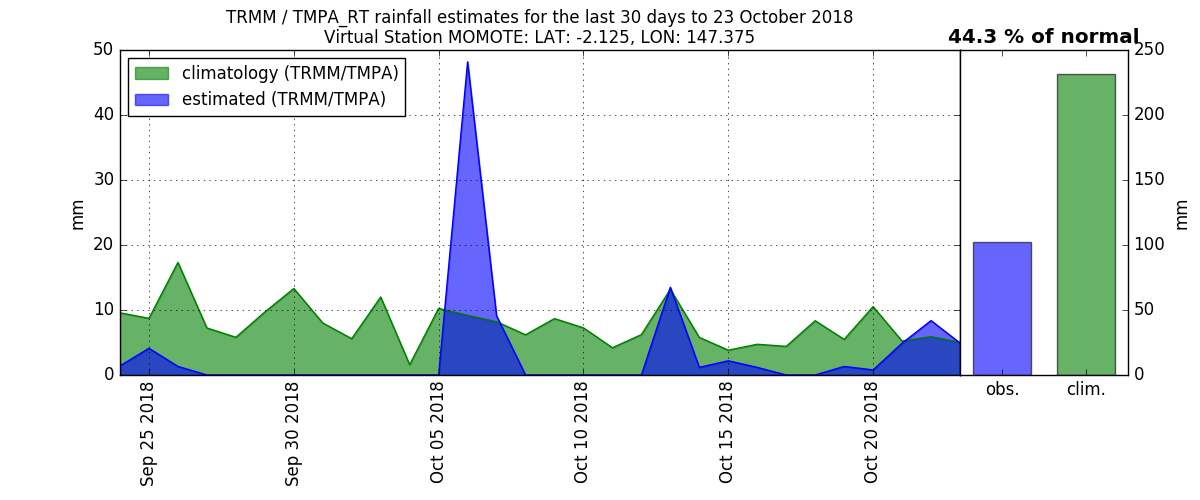 TRMM / TMPA_RT rainfall estimates for the last 30 days to 23 October 2018
Virtual Station MOMOTE: LAT: -2.125, LON: 147.375
44.3 % of normal
climatology (TRMM/TMPA)
estimated (TRMM/TMPA)
50
40
30
20
10
0
mm
Sep 25 2018
Sep 30 2018
Oct 05 2018
Oct 10 2018
Oct 15 2018
Oct 20 2018
obs.
clim.
250
200
150
100
50
0
mm